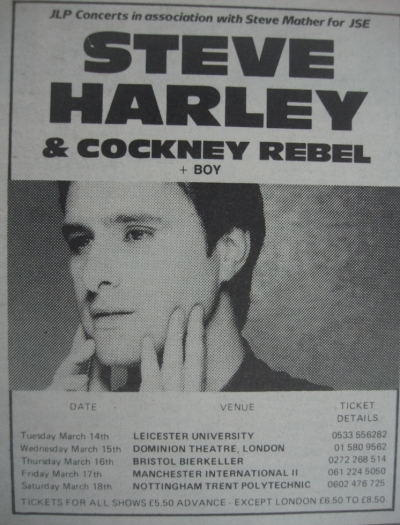 JLP Concerts in association with Steve Mather for JSE
STEVE
HARLEY
& COCKNEY REBEL
+ BOY
DATE VENUE TICKET DETAILS
Tuesday March 14th LEICESTER UNIVERSITY 0533 556282
Wednesday March 15th DOMINION THEATRE, LONDON 01 580 9562
Thursday March 16th BRISTOL BIERKELLER 0272 268 514
Friday March 17th MANCHESTER INTERNATIONAL II 061 224 5050
Saturday March 18th NOTTINGHAM TRENT POLYTECHNIC 0602 476 725
TICKETS FOR ALL SHOWS £5.50 ADVANCE - EXCEPT LONDON £6.50 TO £8.50